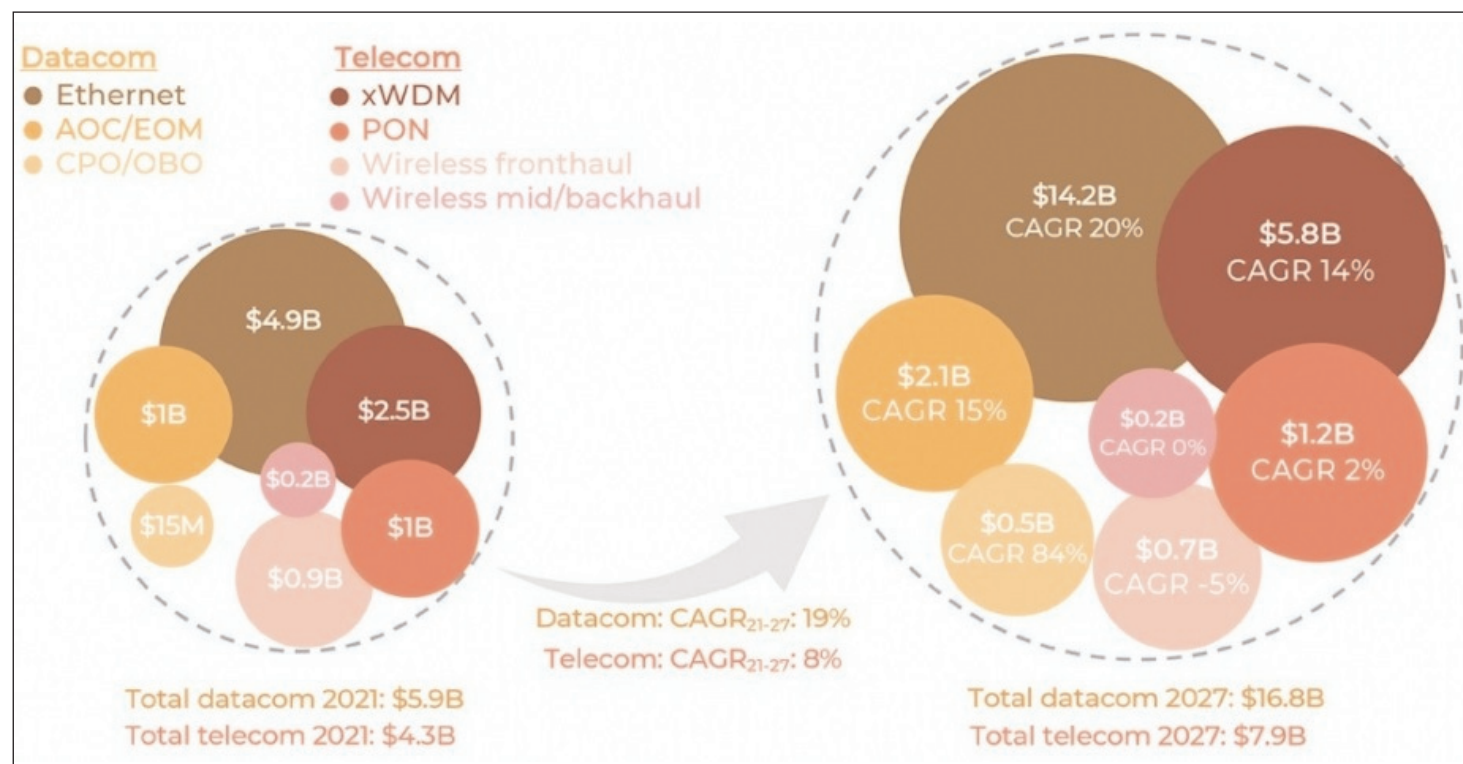 Datacom
Ethernet
AOC/EOM
CPO/OBO
Telecom
xWDM
PON
Wireless fronthaul
Wireless mid/backhaul
$4.9B
$1B
$2.5B
$0.2B
$15M
$1B
$0.9B
$14.2B
CAGR 20%
$5.8B
CAGR 14%
$2.1B
CAGR 15%
$0.2B
CAGR 0%
$1.2B
CAGR 2%
$0.5B
CAGR 84%
$0.7B
CAGR -5%
Datacom: CAGR21-27: 19%
Telecom: CAGR21-27: 8%
Total datacom 2021: $5.9B
Total telecom 2021: $4.3B
Total datacom 2027: $16.8B
Total telecom 2027: $7.9B